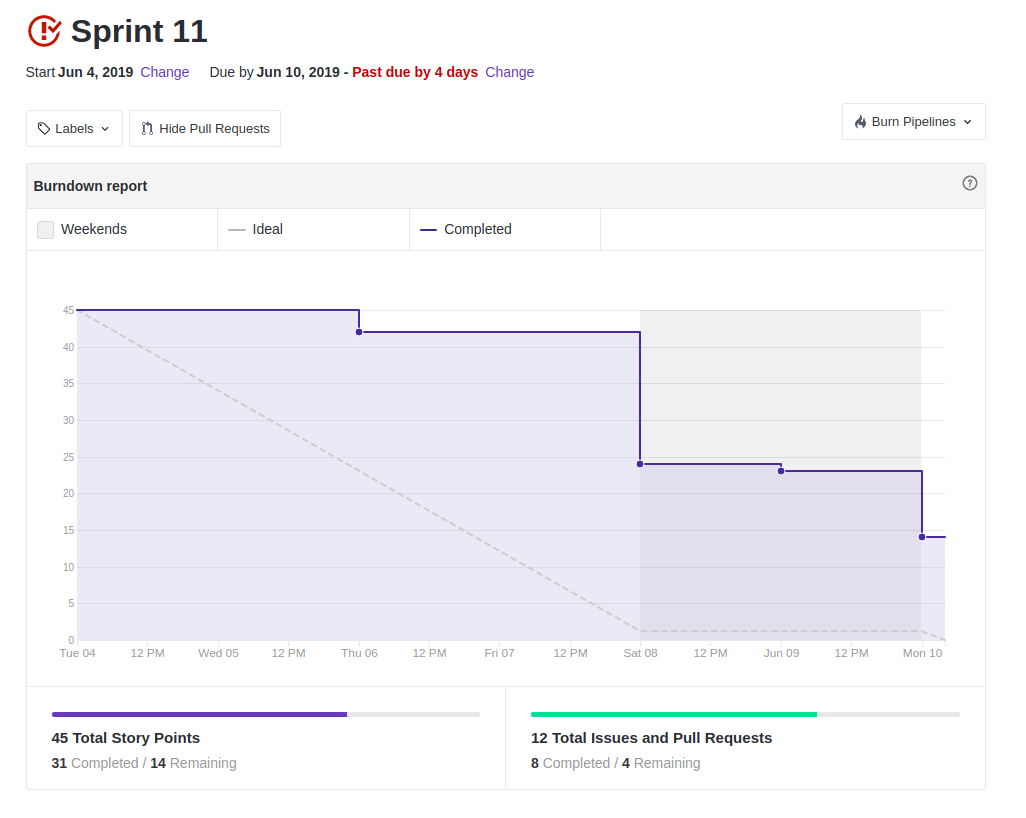 Sprint 11
Start Jun 4, 2019 Change Due by Jun 10, 2019 - Past due by 4 days Change
Labels Hide Pull Requests Burn Pipelines
Burndown report ?
Weekends Ideal Completed
45
40
35
30
25
20
15
10
5
0
Tue 04 12 PM Wed 05 12 PM Thu 06 12 PM Fri 07 12 PM Sat 08 12 PM Jun 09 12 PM Mon 10
45 Total Story Points
31 Completed / 14 Remaining
12 Total Issues and Pull Requests
8 Completed / 4 Remaining